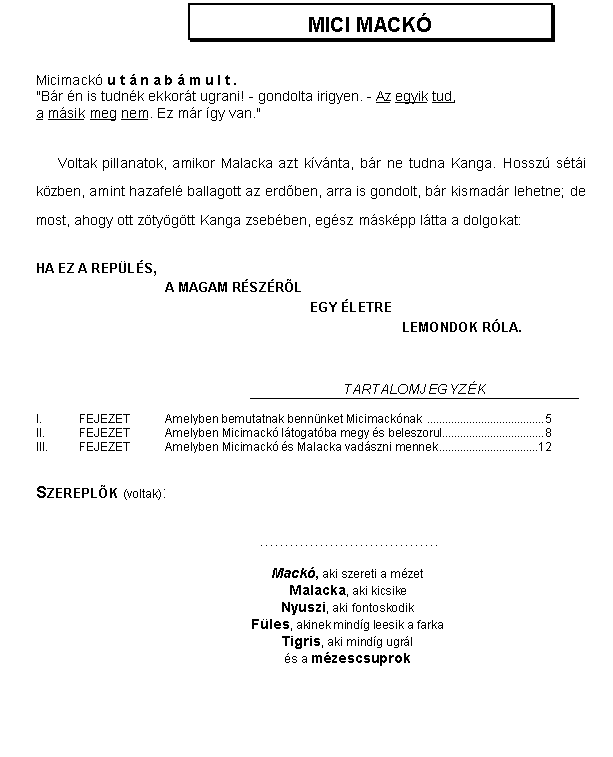 MICI MACKÓ
Micimackó utánabámult.
"Bár én is tudnék ekkorát ugrani! - gondolta irigyen. - Az egyik tud,
a másik meg nem. Ez már így van."
Voltak pillanatok, amikor Malacka azt kívánta, bár ne tudna Kanga. Hosszú sétái
közben, amint hazafelé ballagott az erdőben, arra is gondolt, bár kismadár lehetne; de
most, ahogy ott zötyögött Kanga zsebében, egész másképp látta a dolgokat:
HA EZ A REPÜLÉS,
A MAGAM RÉSZÉRÕL
EGY ÉLETRE
LEMONDOK RÓLA.
TARTALOMJEGYZÉK
I. FEJEZET Amelyben bemutatnak bennünket Micimackónak ....................................... 5
II. FEJEZET Amelyben Micimackó látogatóba megy és beleszorul.................................. 8
III. FEJEZET Amelyben Micimackó és Malacka vadászni mennek.................................12
SZEREPLÕK (voltak):
....................................
Mackó, aki szereti a mézet
Malacka, aki kicsike
Nyuszi, aki fontoskodik
Füles, akinek mindíg leesik a farka
Tigris, aki mindíg ugrál
és a mézescsuprok